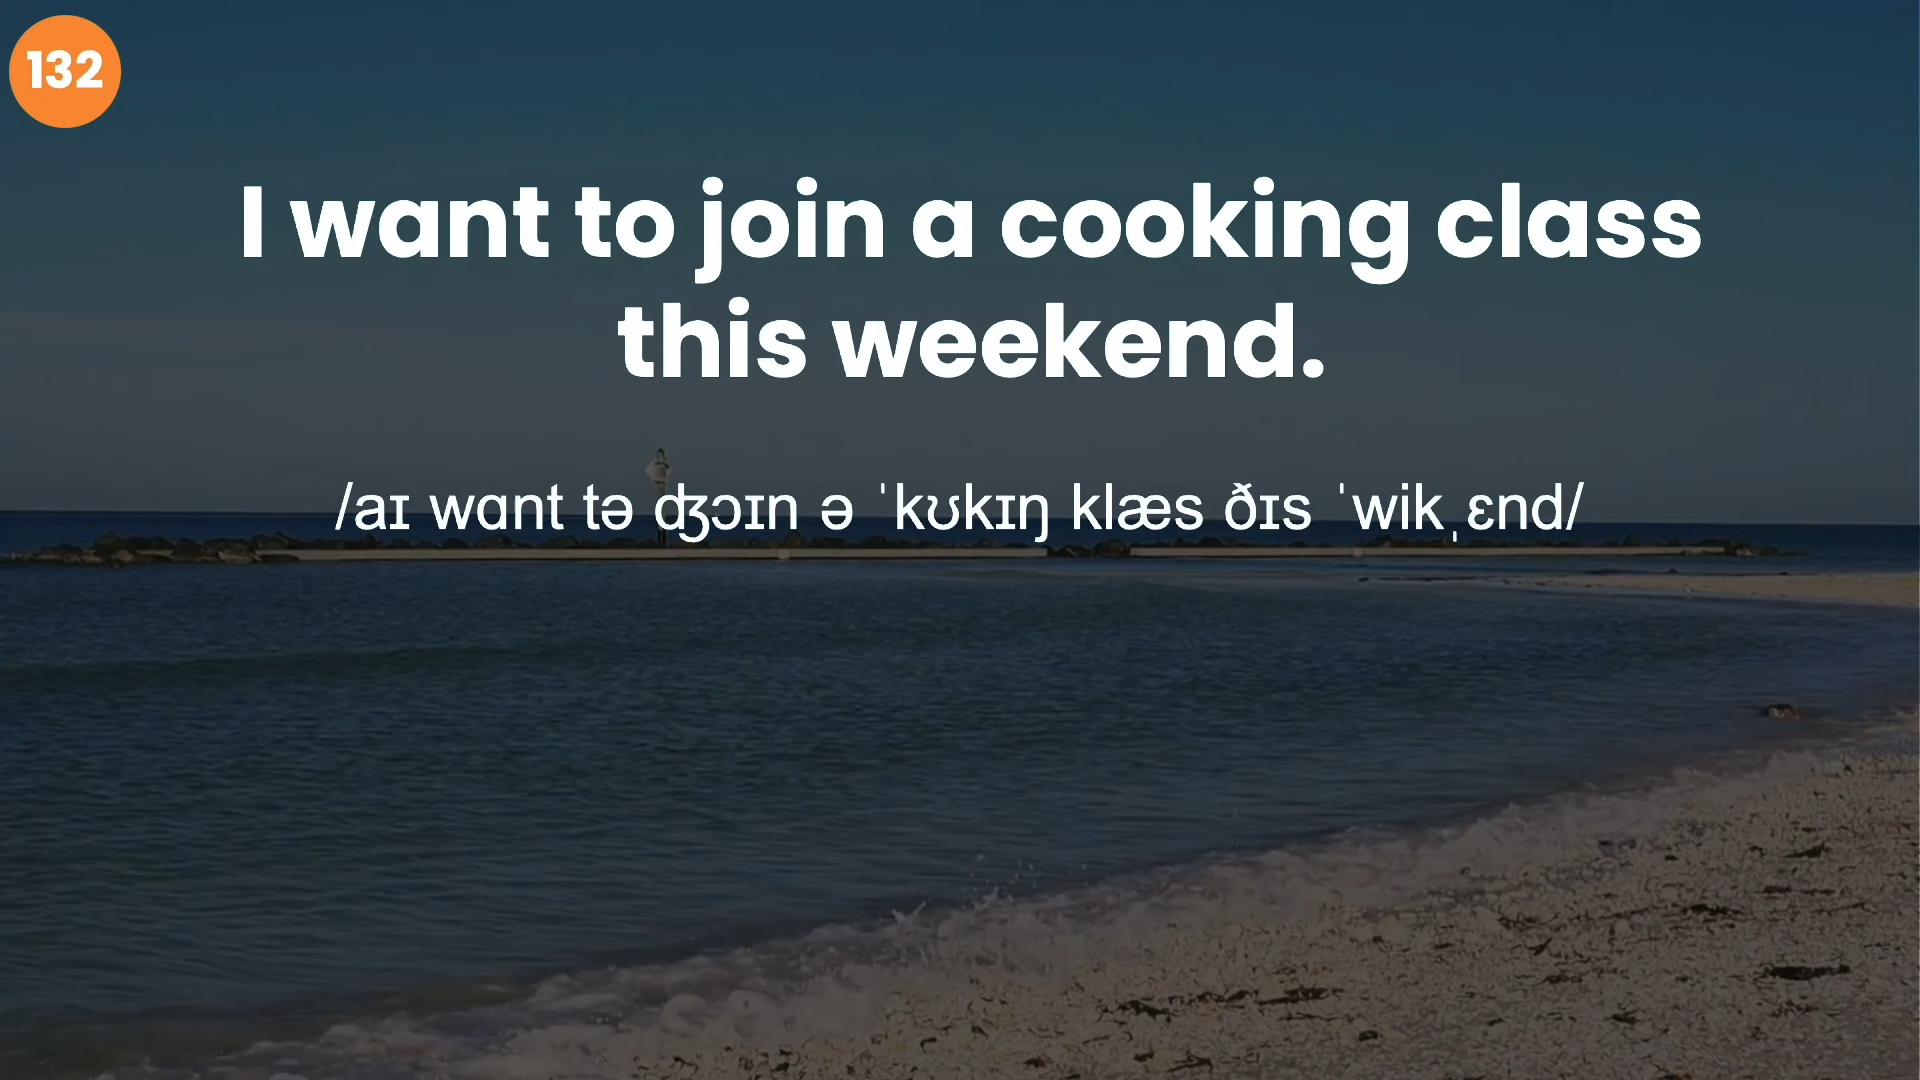 132
I want to join a cooking class
this weekend.
/aɪ wɑnt tə ʤɔɪn ə ˈkʊkɪŋ klæs ðɪs ˈwikˌɛnd/